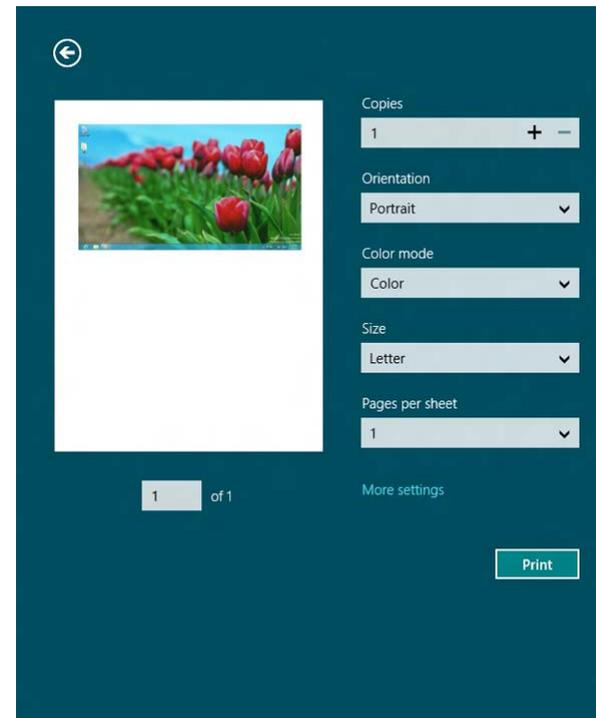 Copies
1
Orientation
Portrait
Color mode
Color
Size
Letter
Pages per sheet
1
1 of 1
More settings
Print